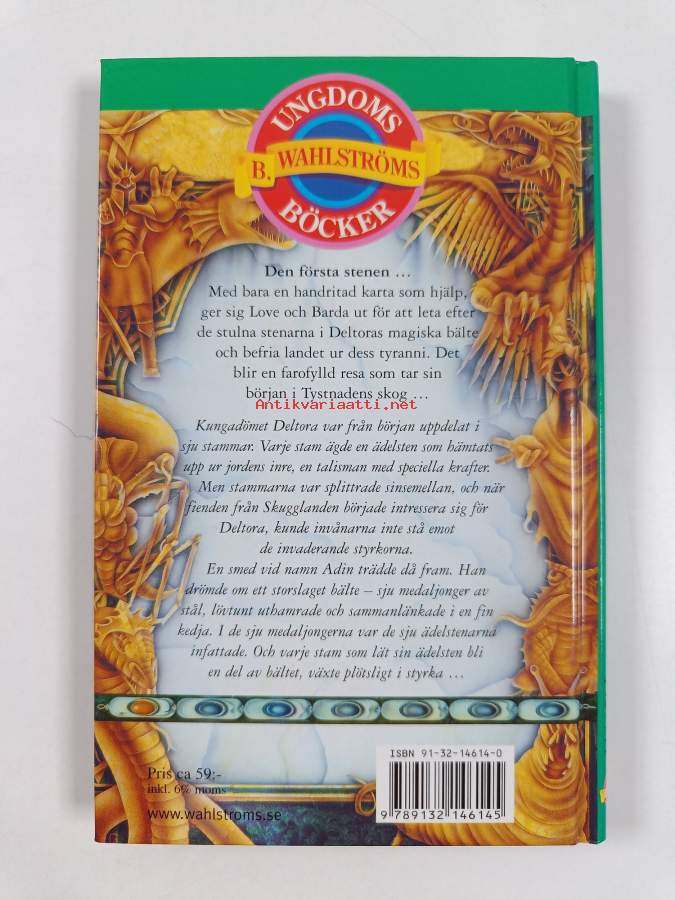 UNGDOMS
B. WAHLSTRÖMS
BÖCKER
Den första stenen ...
Med bara en handritad karta som hjälp,
ger sig Love och Barda ut för att leta efter
de stulna stenarna i Deltoras magiska bälte
och befria landet ur dess tyranni. Det
blir en farofylld resa som tar sin
början i Tystnadens skog ...
Antikvariaatti.net
Kungadömet Deltora var från början uppdelat i
sju stammar. Varje stam ägde en ädelsten som hämtats
upp ur jordens inre, en talisman med speciella krafter.
Men stammarna var splittrade sinsemellan, och när
fienden från Skugglanden började intressera sig för
Deltora, kunde invånarna inte stå emot
de invaderande styrkorna.
En smed vid namn Adin trädde då fram. Han
drömde om ett storslaget bälte – sju medaljonger av
stål, lövtunt uthamrade och sammanlänkade i en fin
kedja. I de sju medaljongerna var de sju ädelstenarna
infattade. Och varje stam som lät sin ädelsten bli
en del av bältet, växte plötsligt i styrka ...
ISBN 91-32-14614-0
Pris ca 59:-
inkl. 6% moms
www.wahlstroms.se
9 789132 146145